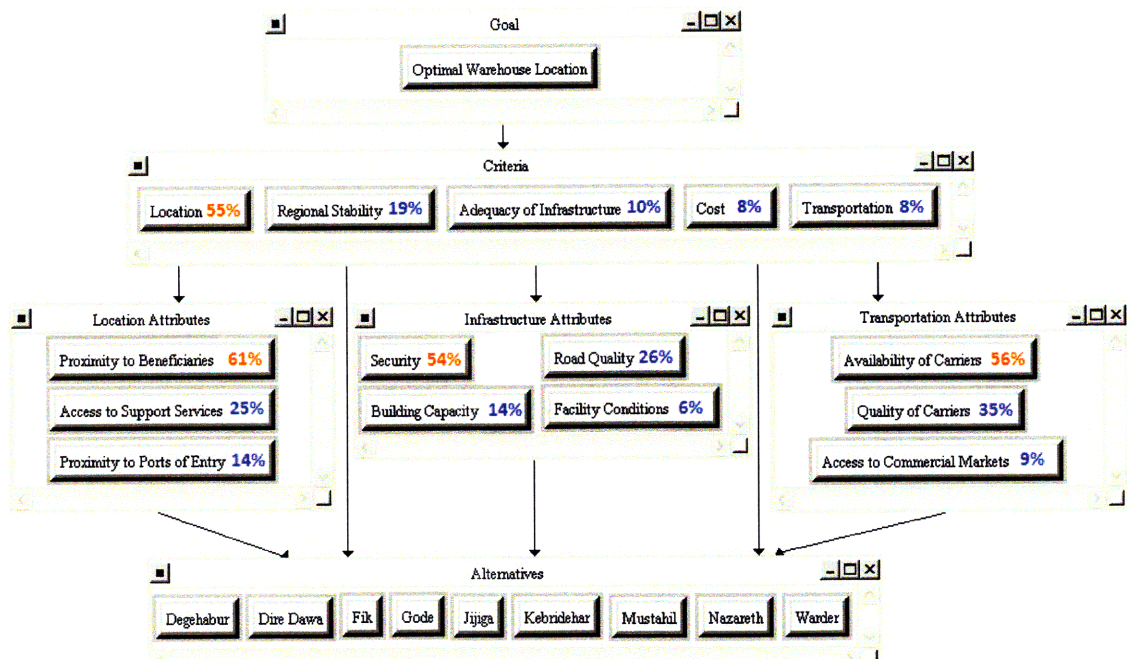 Goal
Optimal Warehouse Location
Criteria
Location 55%
Regional Stability 19%
Adequacy of Infrastructure 10%
Cost 8%
Transportation 8%
Location Attributes
Proximity to Beneficiaries 61%
Access to Support Services 25%
Proximity to Ports of Entry 14%
Infrastructure Attributes
Security 54%
Road Quality 26%
Building Capacity 14%
Facility Conditions 6%
Transportation Attributes
Availability of Carriers 56%
Quality of Carriers 35%
Access to Commercial Markets 9%
Alternatives
Degehabur
Dire Dawa
Fik
Gode
Jijiga
Kebridehar
Mustahil
Nazareth
Warder